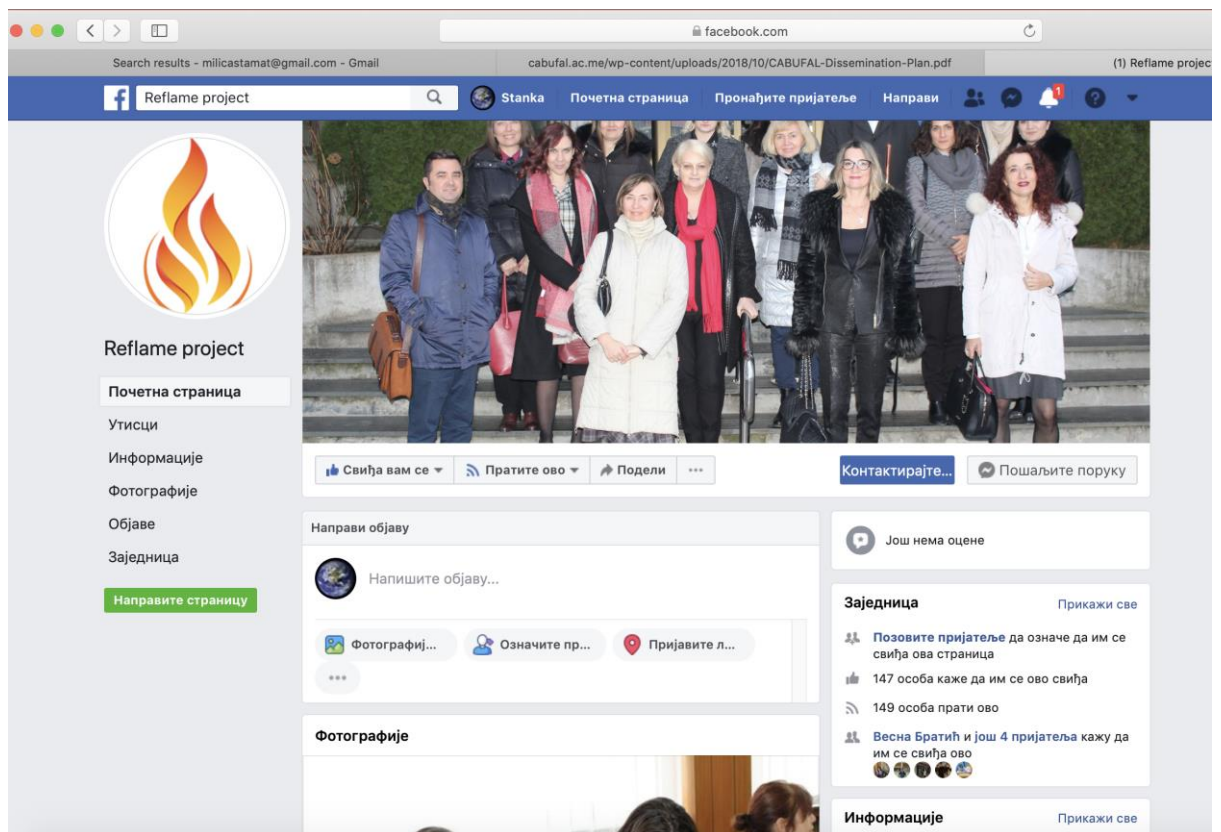 facebook.com
Search results - milicastamat@gmail.com - Gmail
cabufal.ac.me/wp-content/uploads/2018/10/CABUFAL-Dissemination-Plan.pdf
(1) Reflame project
Reflame project
Stanka
Почетна страница
Пронађите пријатеље
Направи
1
Reflame project
Почетна страница
Утисци
Информације
Фотографије
Објаве
Заједница
Направите страницу
Свиђа вам се
Пратите ово
Подели
Контактирајте...
Пошаљите поруку
Направи објаву
Напишите објаву...
Фотографиј...
Означите пр...
Пријавите л...
Фотографије
Још нема оцене
Заједница
Прикажи све
Позовите пријатеље да означе да им се
свиђа ова страница
147 особа каже да им се ово свиђа
149 особа прати ово
Весна Братић и још 4 пријатеља кажу да
им се свиђа ово
Информације
Прикажи све